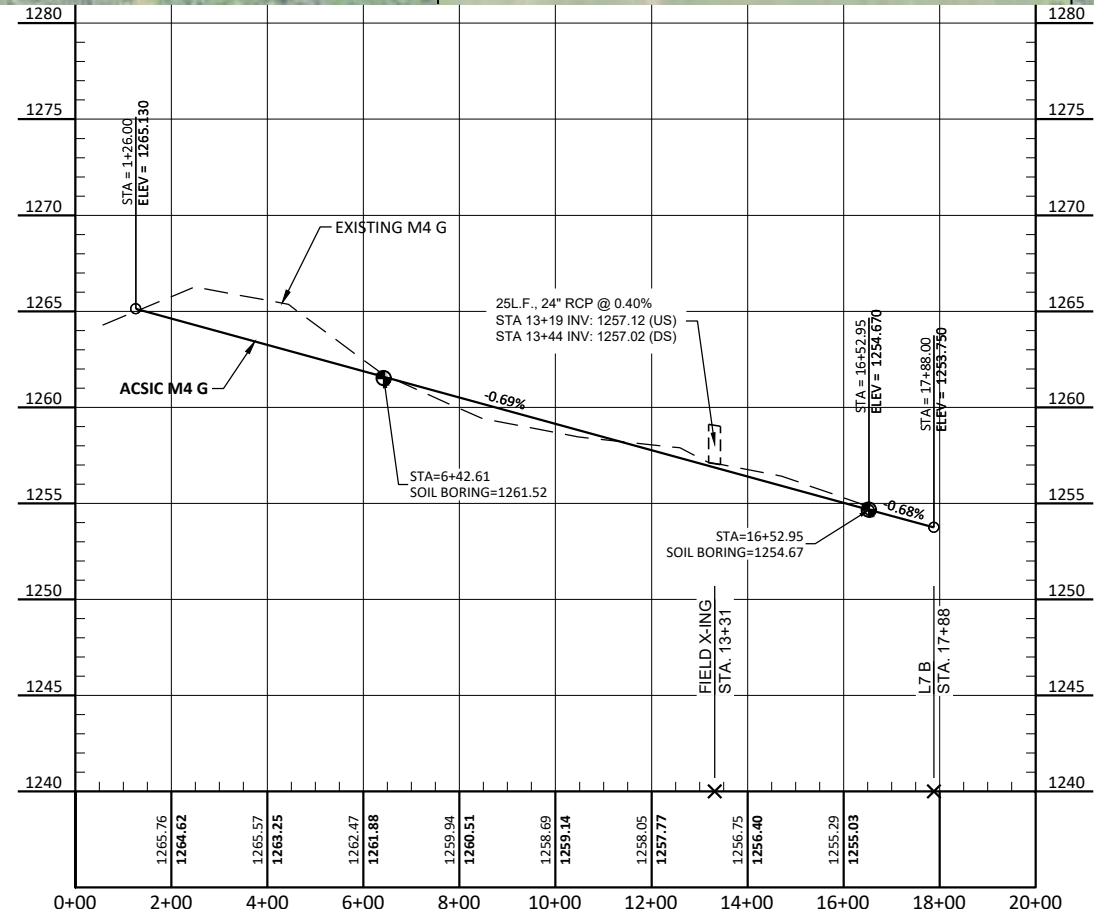 1280
1280
1275
1275
STA = 1+26.00
ELEV = 1265.130
1270
1270
EXISTING M4 G
1265
1265
25L.F., 24" RCP @ 0.40%
STA 13+19 INV: 1257.12 (US)
STA 13+44 INV: 1257.02 (DS)
STA = 16+52.95
ELEV = 1254.670
STA = 17+88.00
ELEV = 1253.750
ACSIC M4 G
-0.69%
1260
1260
STA=6+42.61
SOIL BORING=1261.52
1255
1255
-0.68%
STA=16+52.95
SOIL BORING=1254.67
1250
1250
FIELD X-ING
STA. 13+31
L7 B
STA. 17+88
1245
1245
1240
1240
1265.76
1264.62
1265.57
1263.25
1262.47
1261.88
1259.94
1260.51
1258.69
1259.14
1258.05
1257.77
1256.75
1256.40
1255.29
1255.03
0+00 2+00 4+00 6+00 8+00 10+00 12+00 14+00 16+00 18+00 20+00